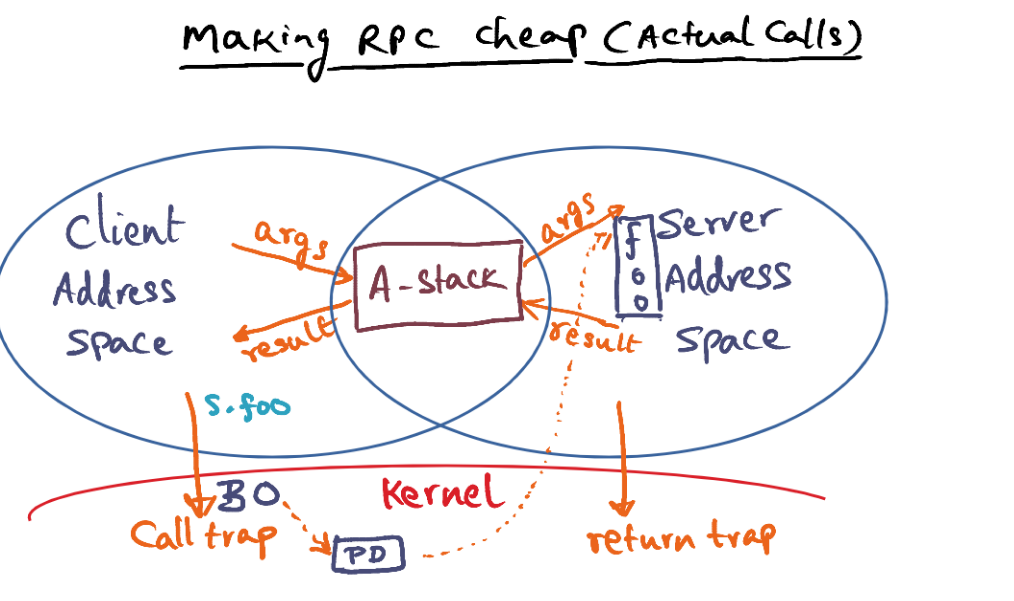 Making RPC cheap (Actual Calls)
Client
Address
Space
args
result
A-stack
args
result
foo
Server
Address
Space
S.foo
BO
Kernel
Call trap
PD
return trap